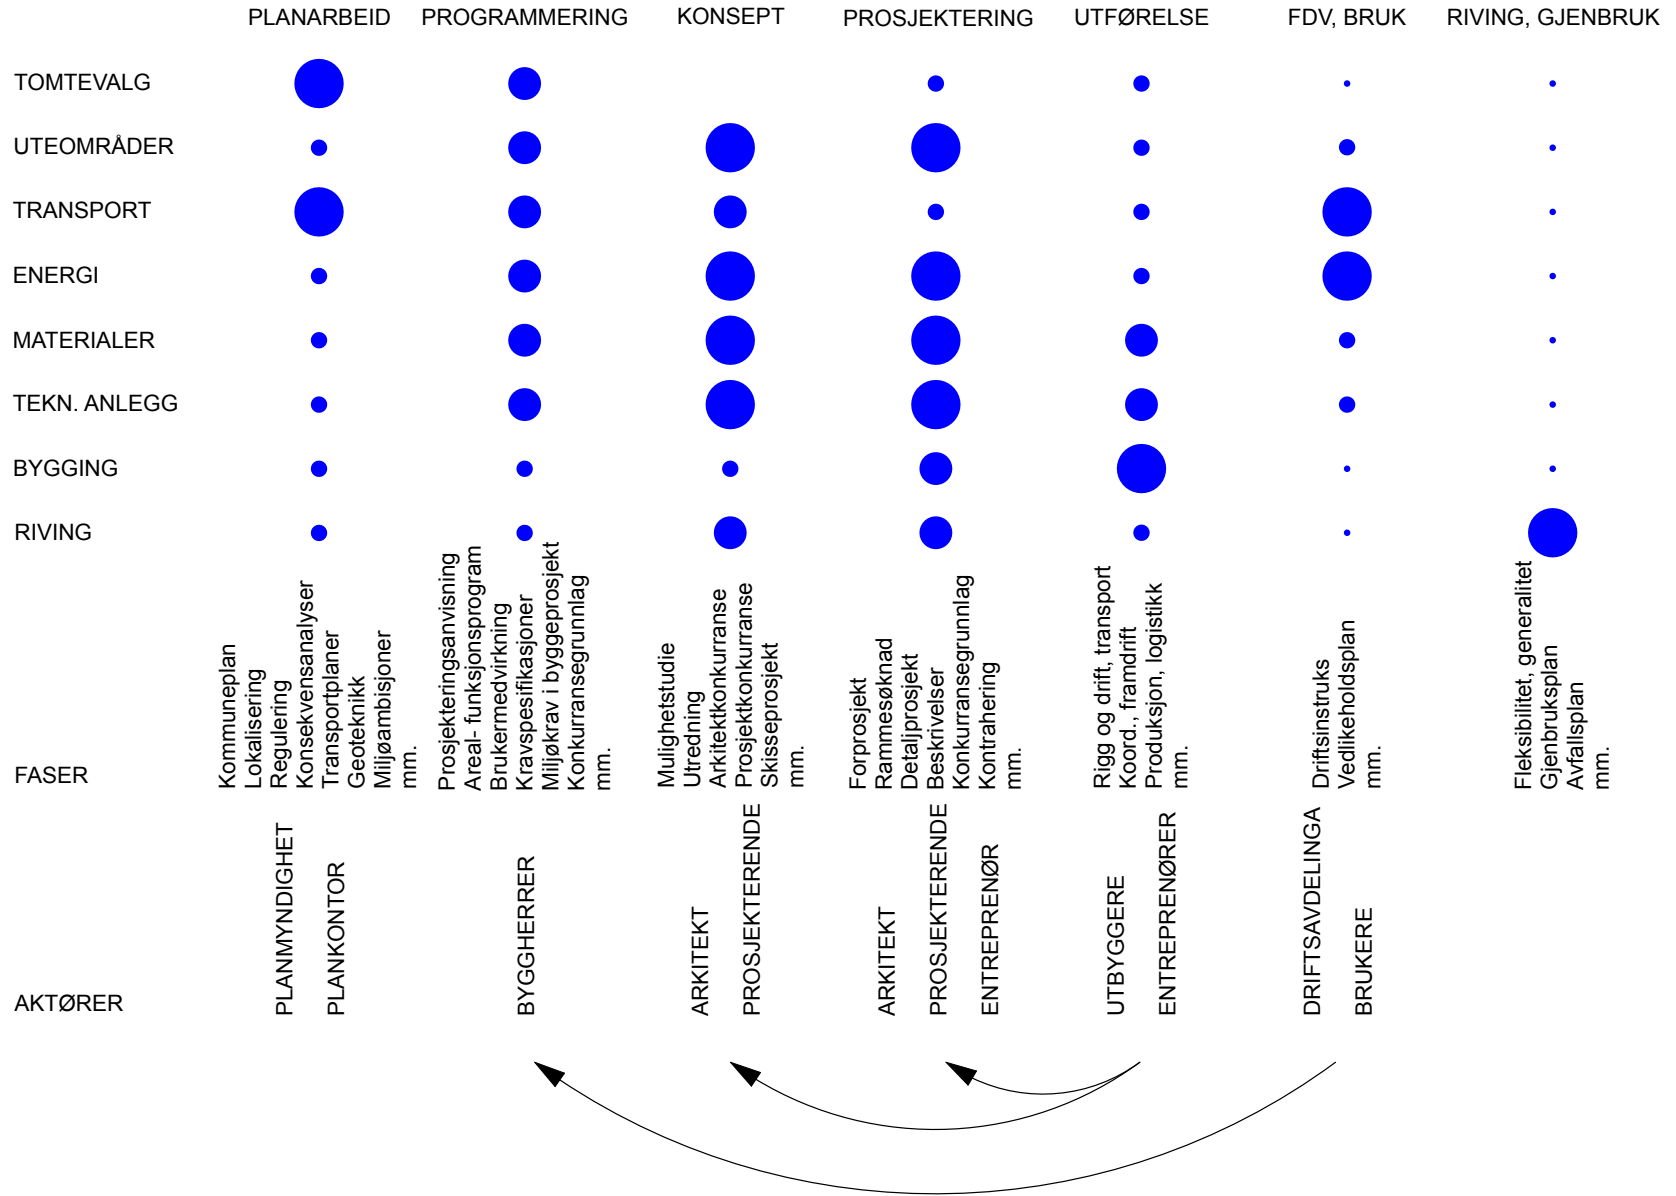 PLANARBEID PROGRAMMERING KONSEPT PROSJEKTERING UTFØRELSE FDV, BRUK RIVING, GJENBRUK
TOMTEVALG
UTEOMRÅDER
TRANSPORT
ENERGI
MATERIALER
TEKN. ANLEGG
BYGGING
RIVING
FASER
Kommuneplan
Lokalisering
Regulering
Konsekvensanalyser
Transportplaner
Geoteknikk
Miljøambisjoner
mm.
Prosjekteringsanvisning
Areal- funksjonsprogram
Brukermedvirkning
Kravspesifikasjoner
Miljøkrav i byggeprosjekt
Konkurransegrunnlag
mm.
Mulighetstudie
Utredning
Arkitektkonkurranse
Prosjektkonkurranse
Skisseprosjekt
mm.
Forprosjekt
Rammesøknad
Detaljprosjekt
Beskrivelser
Konkurransegrunnlag
Kontrahering
mm.
Rigg og drift, transport
Koord., framdrift
Produksjon, logistikk
mm.
Driftsinstruks
Vedlikeholdsplan
mm.
Fleksibilitet, generalitet
Gjenbruksplan
Avfallsplan
mm.
AKTØRER
PLANMYNDIGHET
PLANKONTOR
BYGGHERRER
ARKITEKT
PROSJEKTERENDE
ARKITEKT
PROSJEKTERENDE
ENTREPRENØR
UTBYGGERE
ENTREPRENØRER
DRIFTSAVDELINGA
BRUKERE